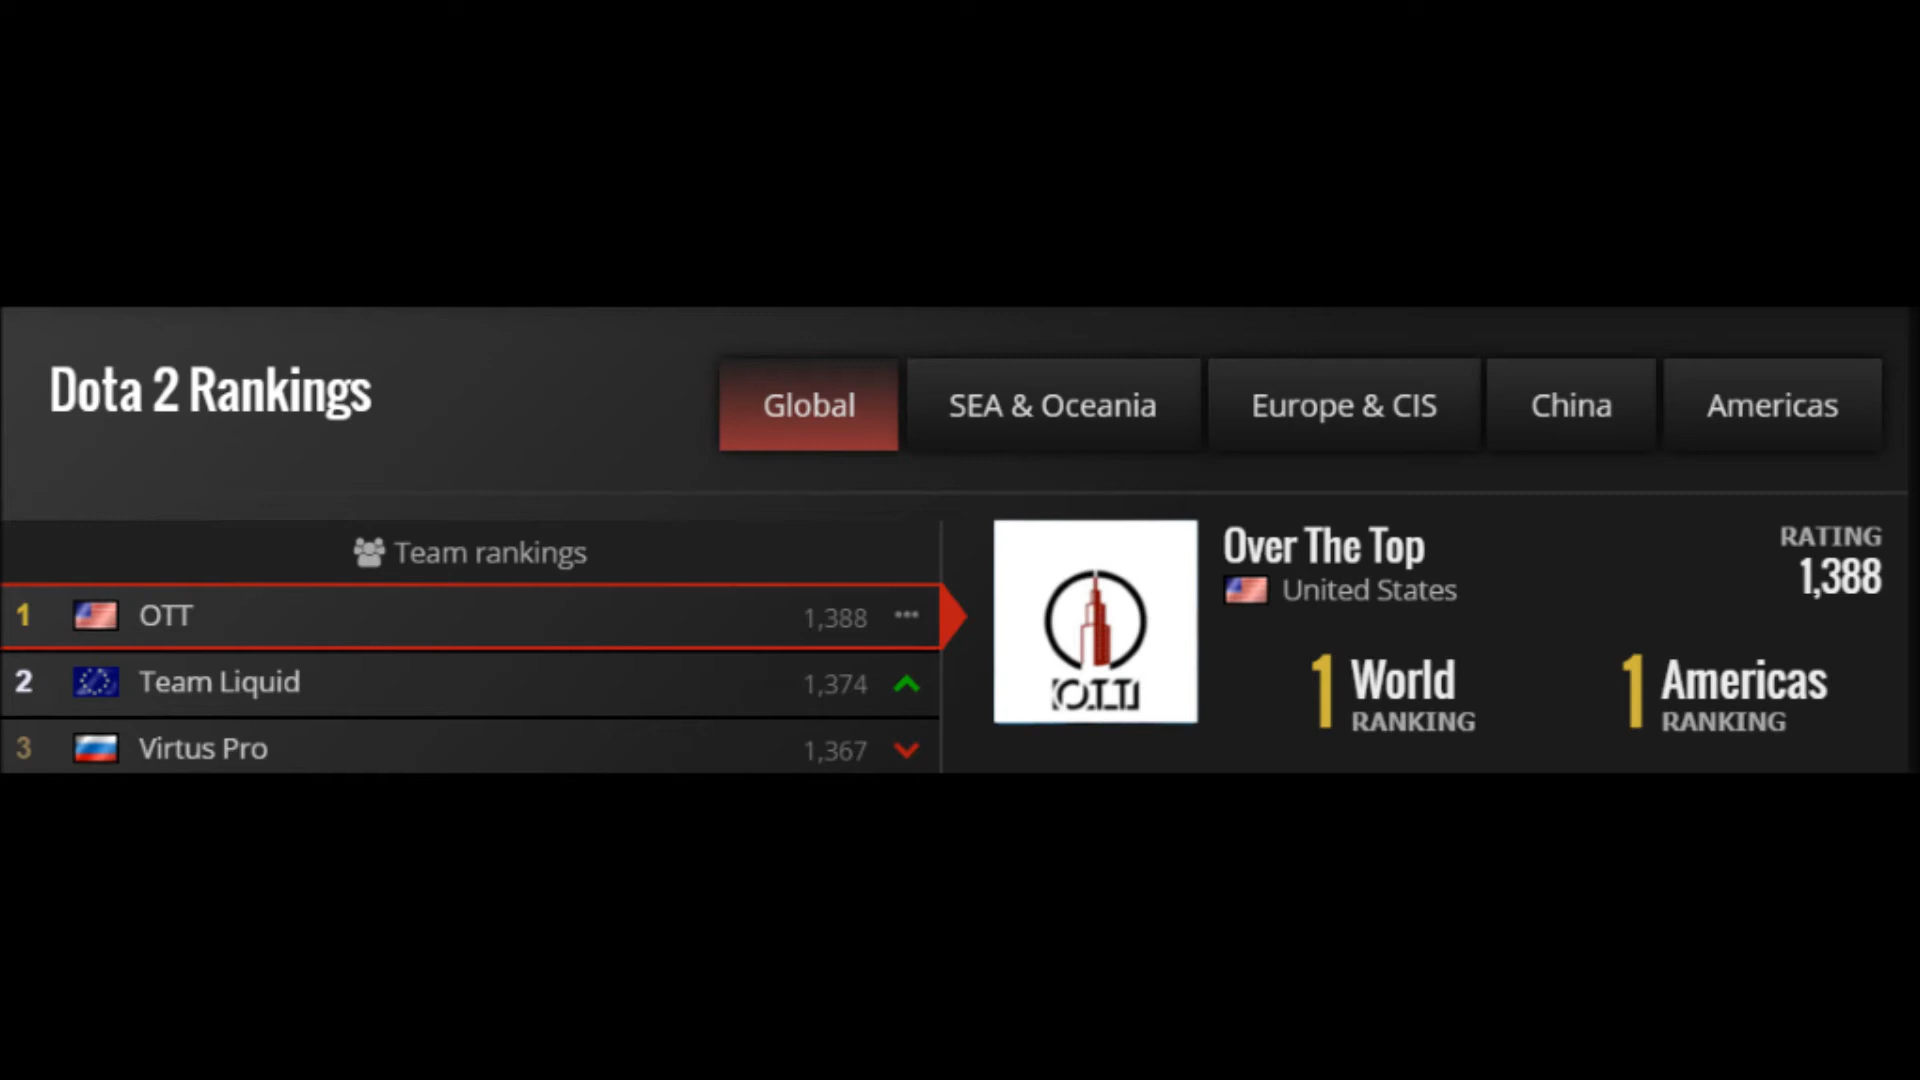 Dota 2 Rankings
Global
SEA & Oceania
Europe & CIS
China
Americas
Team rankings
1 OTT 1,388 •••
2 Team Liquid 1,374
3 Virtus Pro 1,367
OTT
Over The Top
United States
RATING
1,388
1 World
RANKING
1 Americas
RANKING